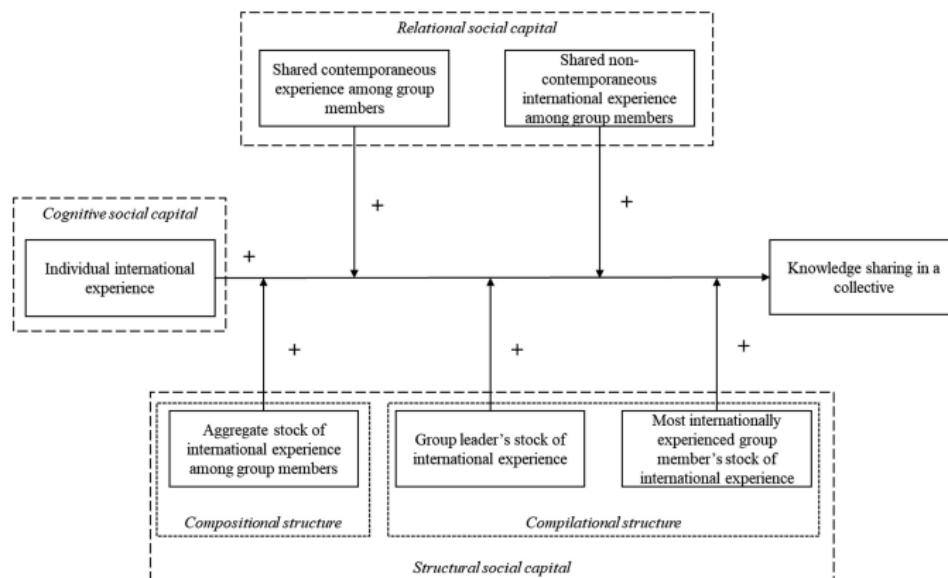 Relational social capital
Shared contemporaneous
experience among group
members
Shared non-
contemporaneous
international experience
among group members
+
+
Cognitive social capital
Individual international
experience
+
Knowledge sharing in a
collective
+
+
+
Aggregate stock of
international experience
among group members
Group leader's stock of
international experience
Most internationally
experienced group
member's stock of
international experience
Compositional structure
Compilational structure
Structural social capital